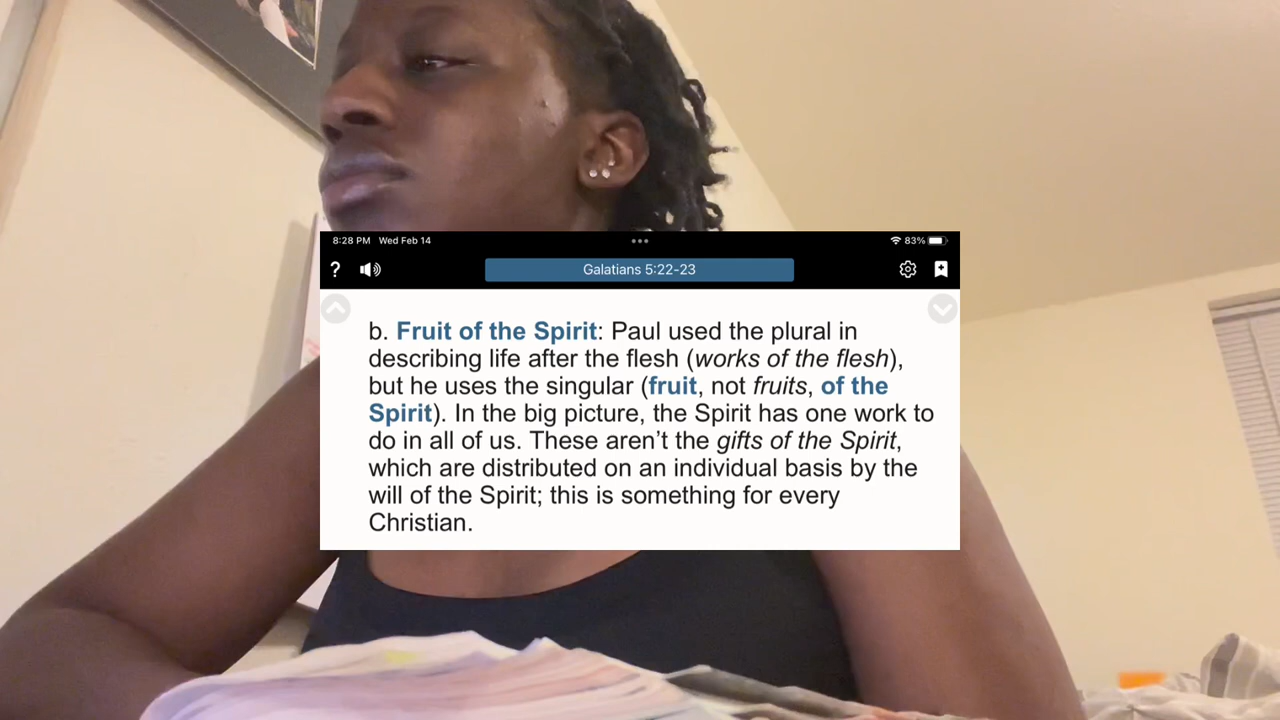 8:28 PM Wed Feb 14
83%
? Galatians 5:22-23
b. Fruit of the Spirit: Paul used the plural in
describing life after the flesh (works of the flesh),
but he uses the singular (fruit, not fruits, of the
Spirit). In the big picture, the Spirit has one work to
do in all of us. These aren’t the gifts of the Spirit,
which are distributed on an individual basis by the
will of the Spirit; this is something for every
Christian.